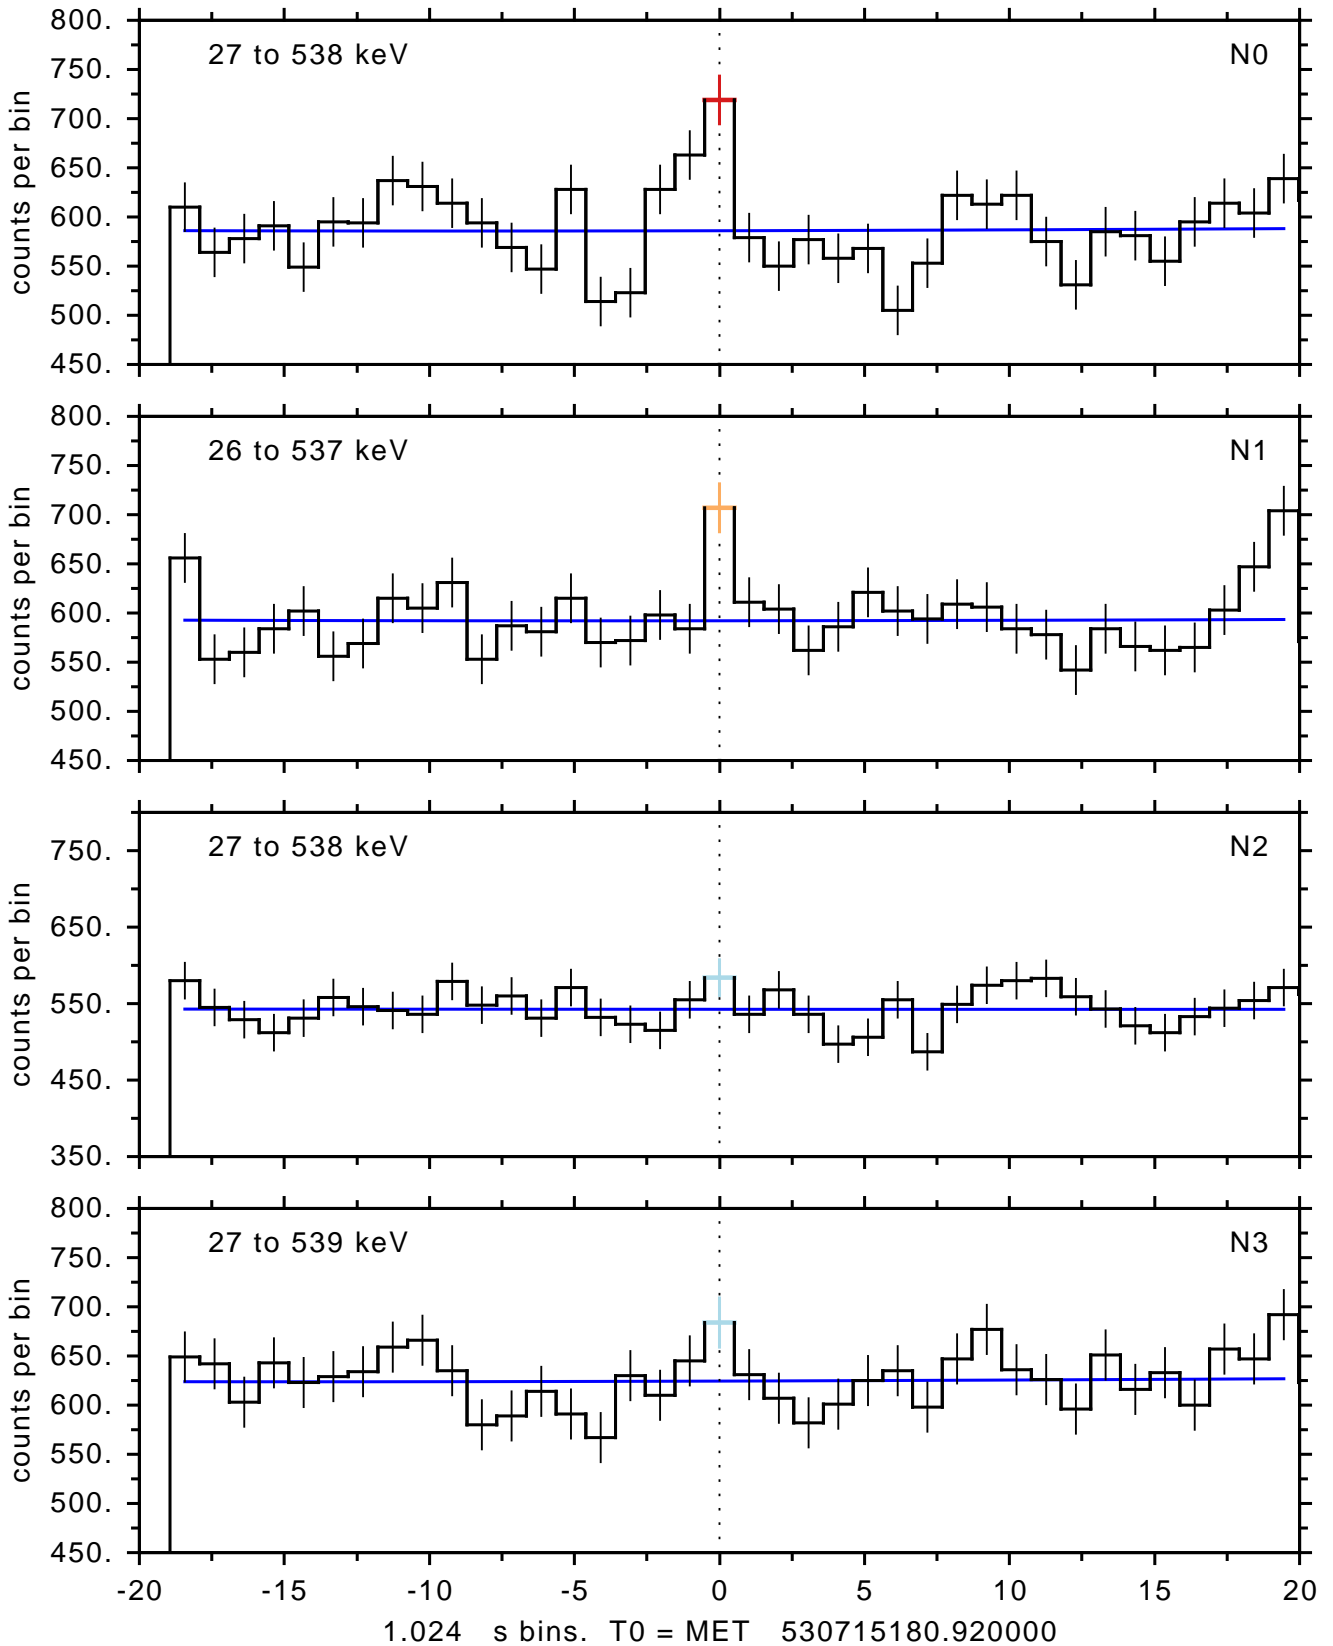 800.
27 to 538 keV N0
750.
700.
650.
600.
550.
500.
450.
counts per bin
800.
26 to 537 keV N1
750.
700.
650.
600.
550.
500.
450.
counts per bin
27 to 538 keV N2
750.
650.
550.
450.
350.
counts per bin
800.
27 to 539 keV N3
750.
700.
650.
600.
550.
500.
450.
counts per bin
-20 -15 -10 -5 0 5 10 15 20
1.024 s bins. T0 = MET 530715180.920000